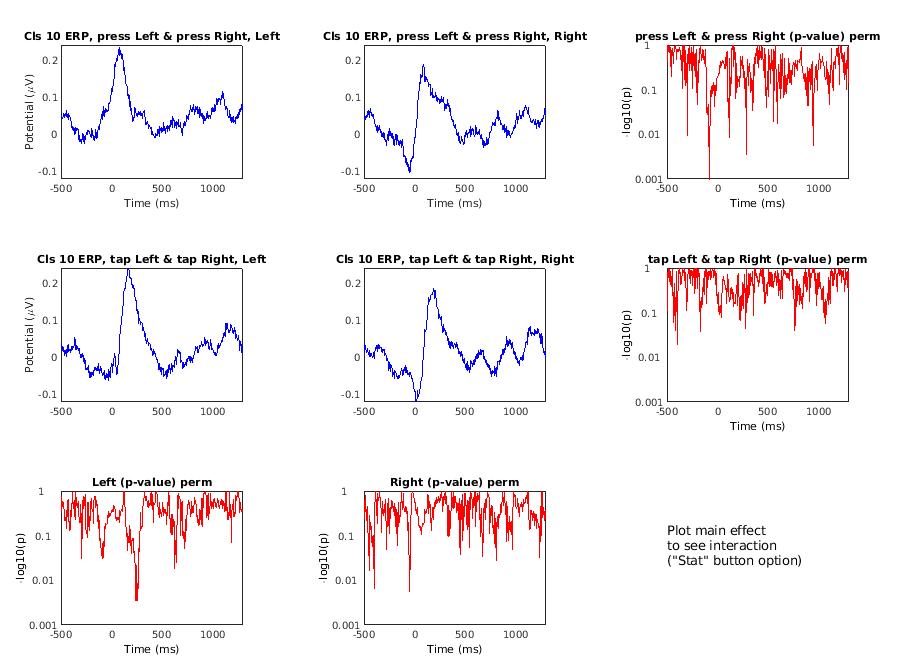 Cls 10 ERP, press Left & press Right, Left
Cls 10 ERP, press Left & press Right, Right
press Left & press Right (p-value) perm
Potential (μV)
0.2
0.1
0
-0.1
-500 0 500 1000
Time (ms)
0.2
0.1
0
-0.1
-500 0 500 1000
Time (ms)
-log10(p)
1
0.1
0.01
0.001
-500 0 500 1000
Time (ms)
Cls 10 ERP, tap Left & tap Right, Left
Cls 10 ERP, tap Left & tap Right, Right
tap Left & tap Right (p-value) perm
Potential (μV)
0.2
0.1
0
-0.1
-500 0 500 1000
Time (ms)
0.2
0.1
0
-0.1
-500 0 500 1000
Time (ms)
-log10(p)
1
0.1
0.01
0.001
-500 0 500 1000
Time (ms)
Left (p-value) perm
Right (p-value) perm
-log10(p)
1
0.1
0.01
0.001
-500 0 500 1000
Time (ms)
-log10(p)
1
0.1
0.01
0.001
-500 0 500 1000
Time (ms)
Plot main effect
to see interaction
("Stat" button option)